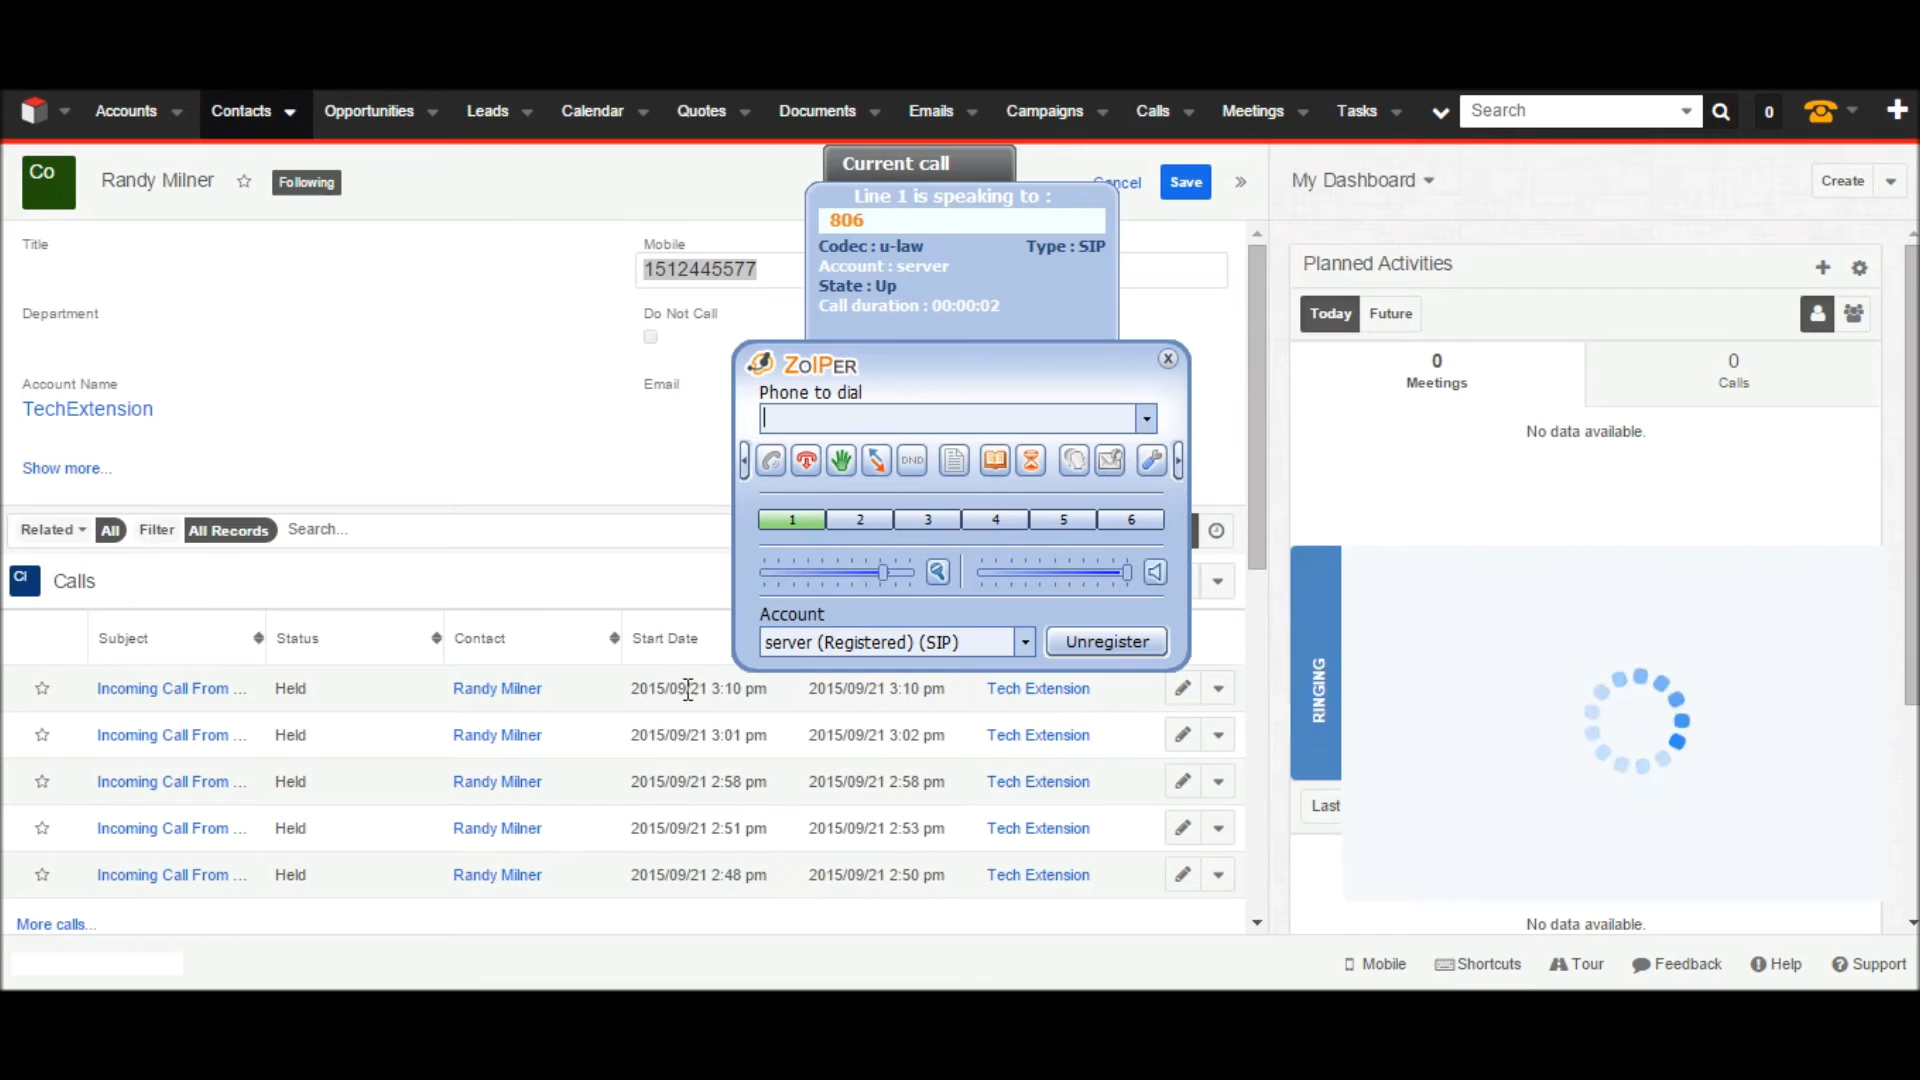 Accounts Contacts Opportunities Leads Calendar Quotes Documents Emails Campaigns Calls Meetings Tasks Search 0
Co Randy Milner Following
Current call
Cancel Save
My Dashboard Create
Line 1 is speaking to :
806
Codec : u-law Type : SIP
Account : server
State : Up
Call duration : 00:00:02
Title Mobile
1512445577
Department Do Not Call
Account Name Email
TechExtension
Show more...
Planned Activities
Today Future
0 0
Meetings Calls
No data available.
ZOIPER
Phone to dial
DND
1 2 3 4 5 6
Account
server (Registered) (SIP) Unregister
Related All Filter All Records Search...
Cl Calls
Subject Status Contact Start Date
Incoming Call From ... Held Randy Milner 2015/09/21 3:10 pm 2015/09/21 3:10 pm Tech Extension
Incoming Call From ... Held Randy Milner 2015/09/21 3:01 pm 2015/09/21 3:02 pm Tech Extension
Incoming Call From ... Held Randy Milner 2015/09/21 2:58 pm 2015/09/21 2:58 pm Tech Extension
Incoming Call From ... Held Randy Milner 2015/09/21 2:51 pm 2015/09/21 2:53 pm Tech Extension
Incoming Call From ... Held Randy Milner 2015/09/21 2:48 pm 2015/09/21 2:50 pm Tech Extension
More calls...
RINGING
Last
No data available.
Mobile Shortcuts Tour Feedback Help Support